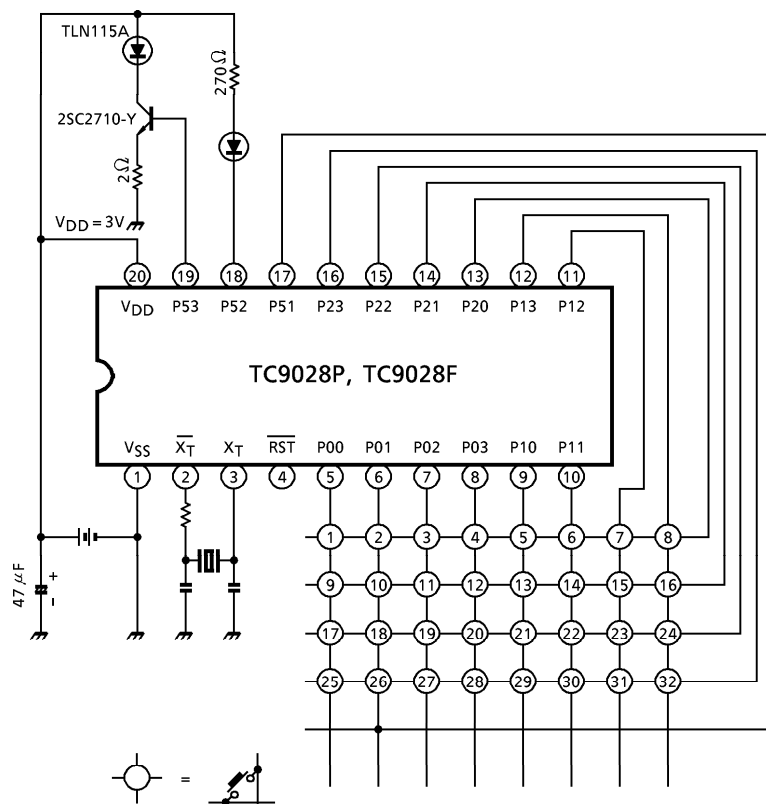 TLN115A
270Ω
2SC2710-Y
2Ω
VDD = 3V
20 19 18 17 16 15 14 13 12 11
VDD P53 P52 P51 P23 P22 P21 P20 P13 P12
TC9028P, TC9028F
VSS X̅T XT R̅S̅T̅ P00 P01 P02 P03 P10 P11
1 2 3 4 5 6 7 8 9 10
1 2 3 4 5 6 7 8
47 μF + -
9 10 11 12 13 14 15 16
17 18 19 20 21 22 23 24
25 26 27 28 29 30 31 32
=